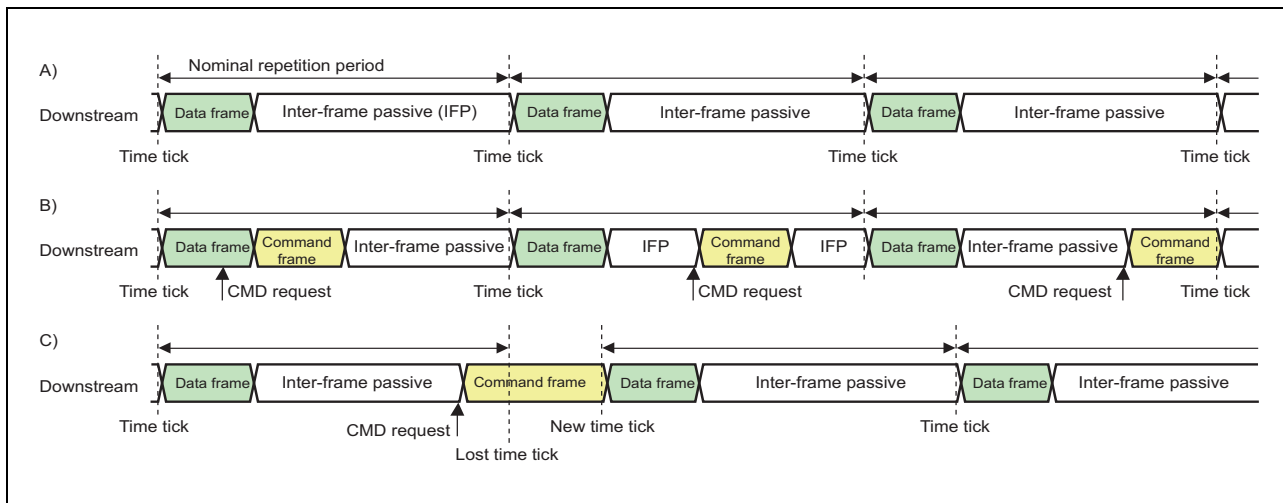 A)
Nominal repetition period
Downstream
Data frame
Inter-frame passive (IFP)
Data frame
Inter-frame passive
Data frame
Inter-frame passive
Time tick
Time tick
Time tick
Time tick
B)
Downstream
Data frame
Command
frame
Inter-frame passive
Data frame
IFP
Command
frame
IFP
Data frame
Inter-frame passive
Command
frame
Time tick
CMD request
Time tick
CMD request
CMD request
Time tick
C)
Downstream
Data frame
Inter-frame passive
Command frame
Data frame
Inter-frame passive
Data frame
Inter-frame passive
Time tick
CMD request
New time tick
Time tick
Lost time tick